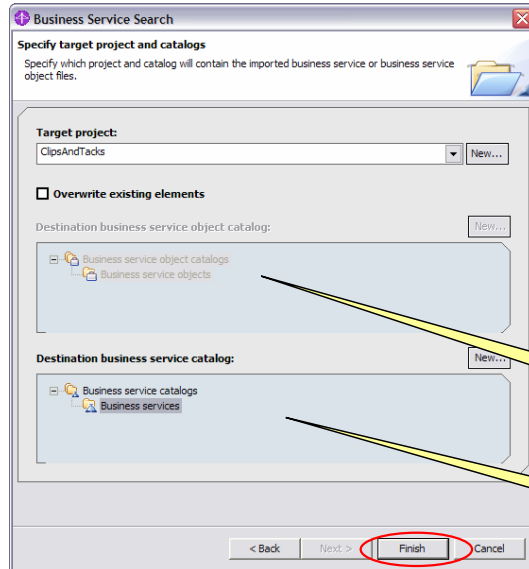 Business Service Search
Specify target project and catalogs
Specify which project and catalog will contain the imported business service or business service
object files.
Target project:
ClipsAndTacks
New...
Overwrite existing elements
Destination business service object catalog:
New...
Business service object catalogs
Business service objects
Destination business service catalog:
New...
Business service catalogs
Business services
< Back
Next >
Finish
Cancel